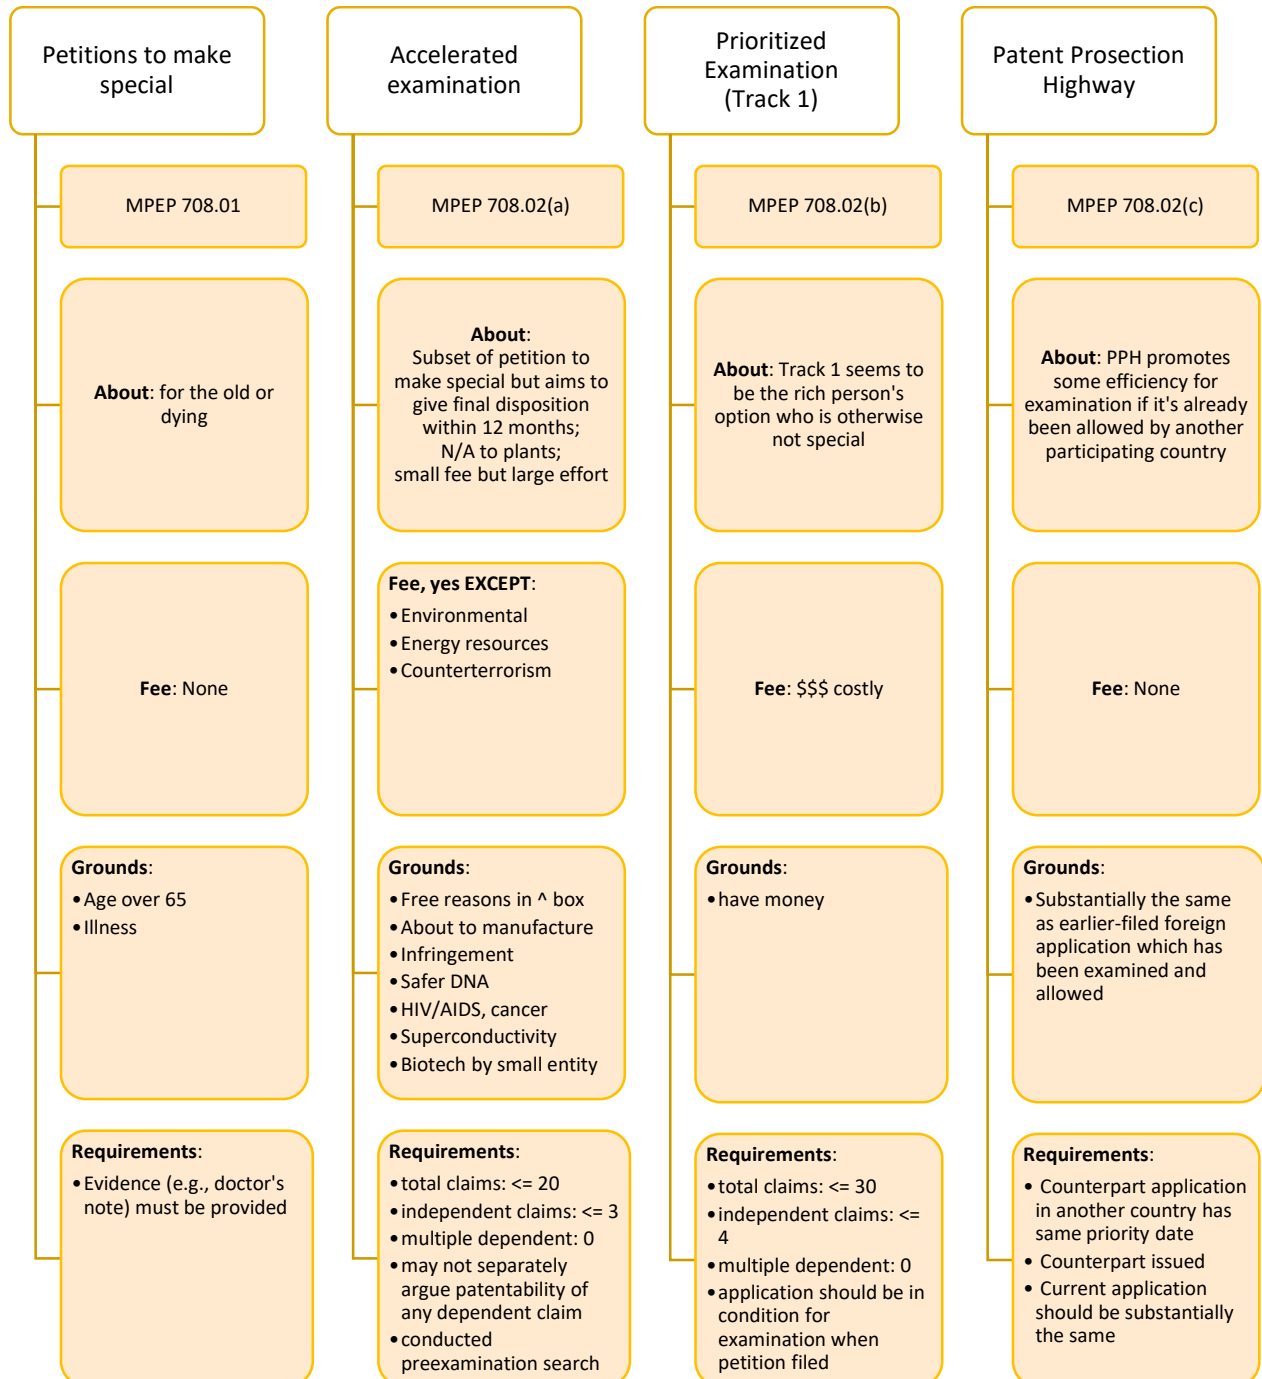 Petitions to make
special
MPEP 708.01
About: for the old or
dying
Fee: None
Grounds:
•Age over 65
•Illness
Requirements:
•Evidence (e.g., doctor's
note) must be provided
Accelerated
examination
MPEP 708.02(a)
About:
Subset of petition to
make special but aims to
give final disposition
within 12 months;
N/A to plants;
small fee but large effort
Fee, yes EXCEPT:
•Environmental
•Energy resources
•Counterterrorism
Grounds:
•Free reasons in ^ box
•About to manufacture
•Infringement
•Safer DNA
•HIV/AIDS, cancer
•Superconductivity
•Biotech by small entity
Requirements:
•total claims: <= 20
•independent claims: <= 3
•multiple dependent: 0
•may not separately
argue patentability of
any dependent claim
•conducted
preexamination search
Prioritized
Examination
(Track 1)
MPEP 708.02(b)
About: Track 1 seems to
be the rich person's
option who is otherwise
not special
Fee: $$$ costly
Grounds:
•have money
Requirements:
•total claims: <= 30
•independent claims: <=
4
•multiple dependent: 0
•application should be in
condition for
examination when
petition filed
Patent Prosection
Highway
MPEP 708.02(c)
About: PPH promotes
some efficiency for
examination if it's already
been allowed by another
participating country
Fee: None
Grounds:
•Substantially the same
as earlier-filed foreign
application which has
been examined and
allowed
Requirements:
• Counterpart application
in another country has
same priority date
• Counterpart issued
• Current application
should be substantially
the same